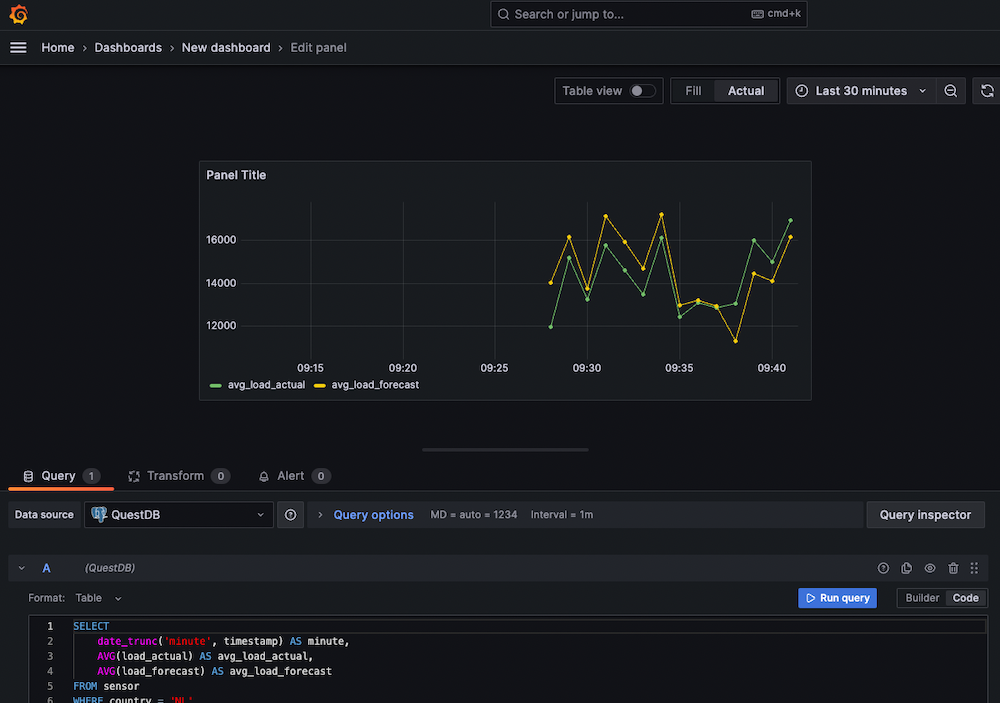 Search or jump to... cmd+k
Home › Dashboards › New dashboard › Edit panel
Table view Fill Actual Last 30 minutes
Panel Title
16000
14000
12000
09:15 09:20 09:25 09:30 09:35 09:40
avg_load_actual avg_load_forecast
Query 1 Transform 0 Alert 0
Data source QuestDB Query options MD = auto = 1234 Interval = 1m Query inspector
A (QuestDB)
Format: Table Run query Builder Code
1 SELECT
2 date_trunc('minute', timestamp) AS minute,
3 AVG(load_actual) AS avg_load_actual,
4 AVG(load_forecast) AS avg_load_forecast
5 FROM sensor
6 WHERE country = 'NL'